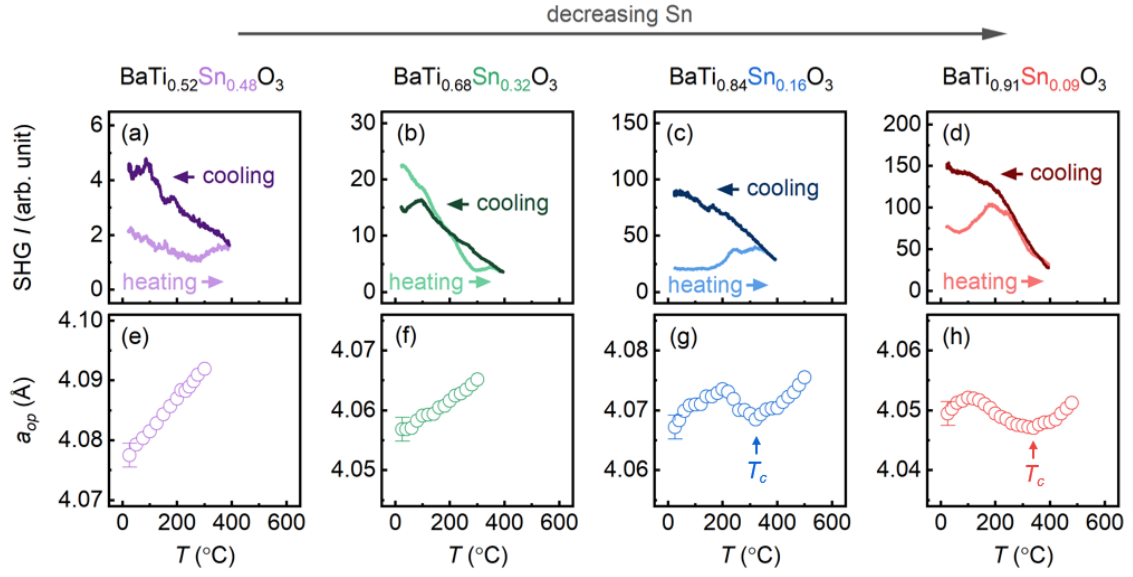 decreasing Sn
BaTi0.52Sn0.48O3
BaTi0.68Sn0.32O3
BaTi0.84Sn0.16O3
BaTi0.91Sn0.09O3
SHG I (arb. unit)
6
4
2
0
(a)
cooling
heating
30
20
10
0
(b)
cooling
heating
150
100
50
0
(c)
cooling
heating
200
150
100
50
0
(d)
cooling
heating
aop (Å)
4.10
4.09
4.08
4.07
(e)
4.07
4.06
4.05
(f)
4.08
4.07
4.06
(g)
Tc
4.06
4.05
4.04
(h)
Tc
0 200 400 600
0 200 400 600
0 200 400 600
0 200 400 600
T (°C)
T (°C)
T (°C)
T (°C)